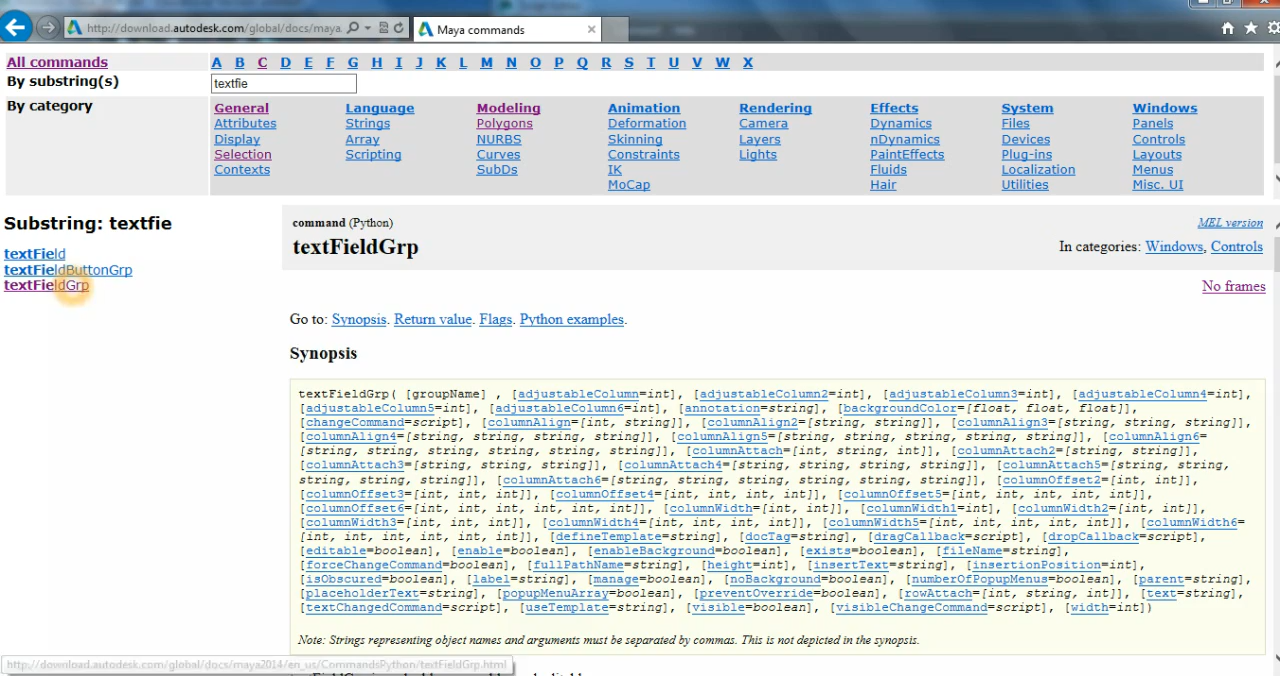 http://download.autodesk.com/global/docs/maya
Maya commands
All commands
A B C D E F G H I J K L M N O P Q R S T U V W X
By substring(s)
textfie
By category
General Language Modeling Animation Rendering Effects System Windows
Attributes Strings Polygons Deformation Camera Dynamics Files Panels
Display Array NURBS Skinning Layers nDynamics Devices Controls
Selection Scripting Curves Constraints Lights PaintEffects Plug-ins Layouts
Contexts SubDs IK Fluids Localization Menus
MoCap Hair Utilities Misc. UI
Substring: textfie
textField
textFieldButtonGrp
textFieldGrp
command (Python)
MEL version
textFieldGrp
In categories: Windows, Controls
No frames
Go to: Synopsis. Return value. Flags. Python examples.
Synopsis
textFieldGrp( [groupName] , [adjustableColumn=int], [adjustableColumn2=int], [adjustableColumn3=int], [adjustableColumn4=int],
[adjustableColumn5=int], [adjustableColumn6=int], [annotation=string], [backgroundColor=[float, float, float]],
[changeCommand=script], [columnAlign=[int, string]], [columnAlign2=[string, string]], [columnAlign3=[string, string, string]],
[columnAlign4=[string, string, string, string]], [columnAlign5=[string, string, string, string, string]], [columnAlign6=
[string, string, string, string, string, string]], [columnAttach=[int, string, int]], [columnAttach2=[string, string]],
[columnAttach3=[string, string, string]], [columnAttach4=[string, string, string, string]], [columnAttach5=[string, string,
string, string, string]], [columnAttach6=[string, string, string, string, string, string]], [columnOffset2=[int, int]],
[columnOffset3=[int, int, int]], [columnOffset4=[int, int, int, int]], [columnOffset5=[int, int, int, int, int]],
[columnOffset6=[int, int, int, int, int, int]], [columnWidth=[int, int]], [columnWidth1=int], [columnWidth2=[int, int]],
[columnWidth3=[int, int, int]], [columnWidth4=[int, int, int, int]], [columnWidth5=[int, int, int, int, int]], [columnWidth6=
[int, int, int, int, int, int]], [defineTemplate=string], [docTag=string], [dragCallback=script], [dropCallback=script],
[editable=boolean], [enable=boolean], [enableBackground=boolean], [exists=boolean], [fileName=string],
[forceChangeCommand=boolean], [fullPathName=string], [height=int], [insertText=string], [insertionPosition=int],
[isObscured=boolean], [label=string], [manage=boolean], [noBackground=boolean], [numberOfPopupMenus=boolean], [parent=string],
[placeholderText=string], [popupMenuArray=boolean], [preventOverride=boolean], [rowAttach=[int, string, int]], [text=string],
[textChangedCommand=script], [useTemplate=string], [visible=boolean], [visibleChangeCommand=script], [width=int])
Note: Strings representing object names and arguments must be separated by commas. This is not depicted in the synopsis.
http://download.autodesk.com/global/docs/maya2014/en_us/CommandsPython/textFieldGrp.html